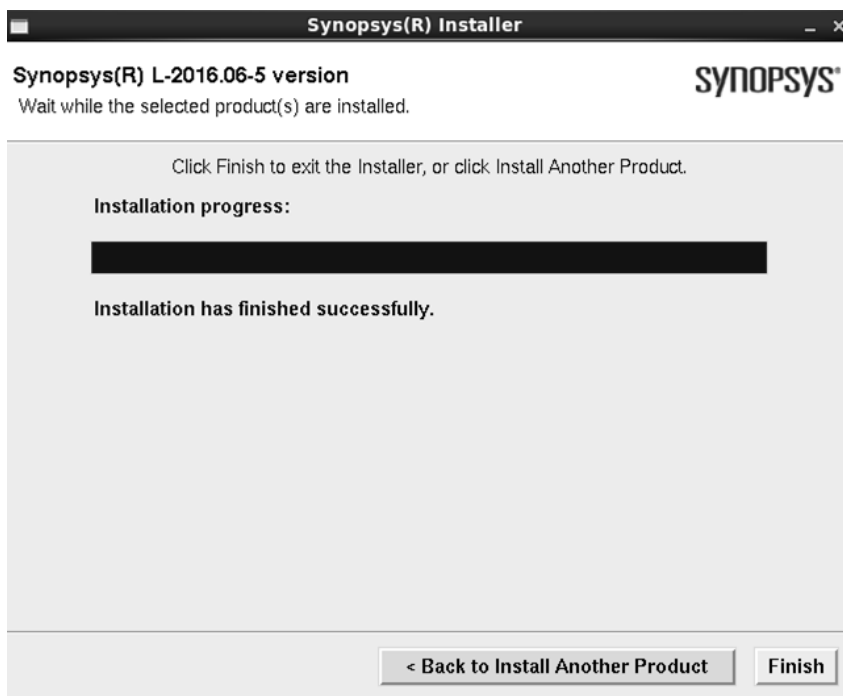 Synopsys(R) Installer
Synopsys(R) L-2016.06-5 version
SYNOPSYS®
Wait while the selected product(s) are installed.
Click Finish to exit the Installer, or click Install Another Product.
Installation progress:
Installation has finished successfully.
< Back to Install Another Product
Finish